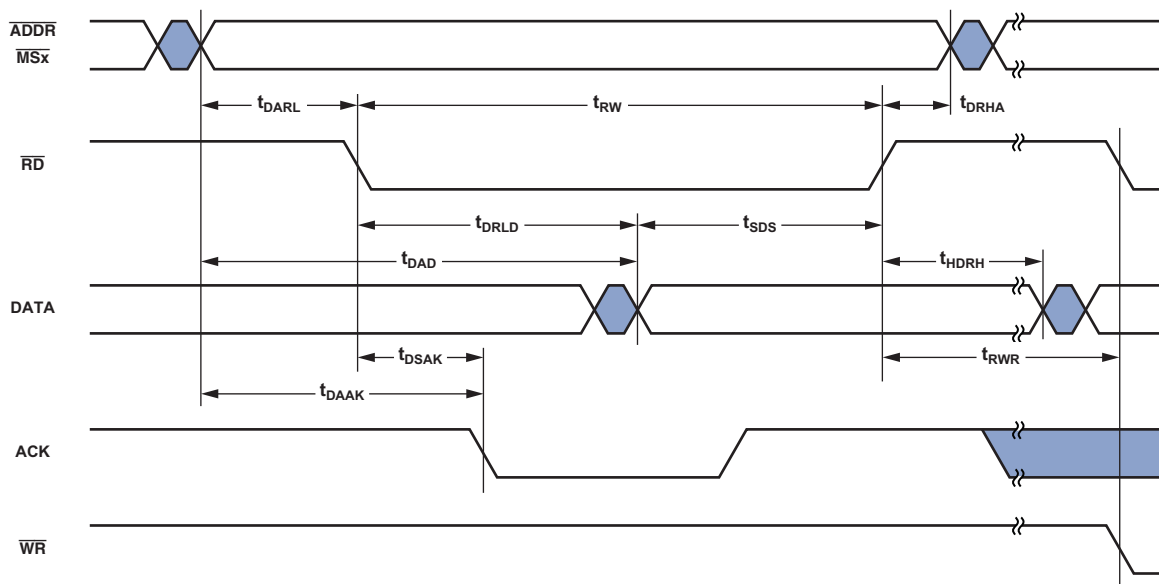 ADDR
MSx
tDARL
tRW
tDRHA
RD
tDRLD
tSDS
tDAD
tHDRH
DATA
tDSAK
tRWR
tDAAK
ACK
WR